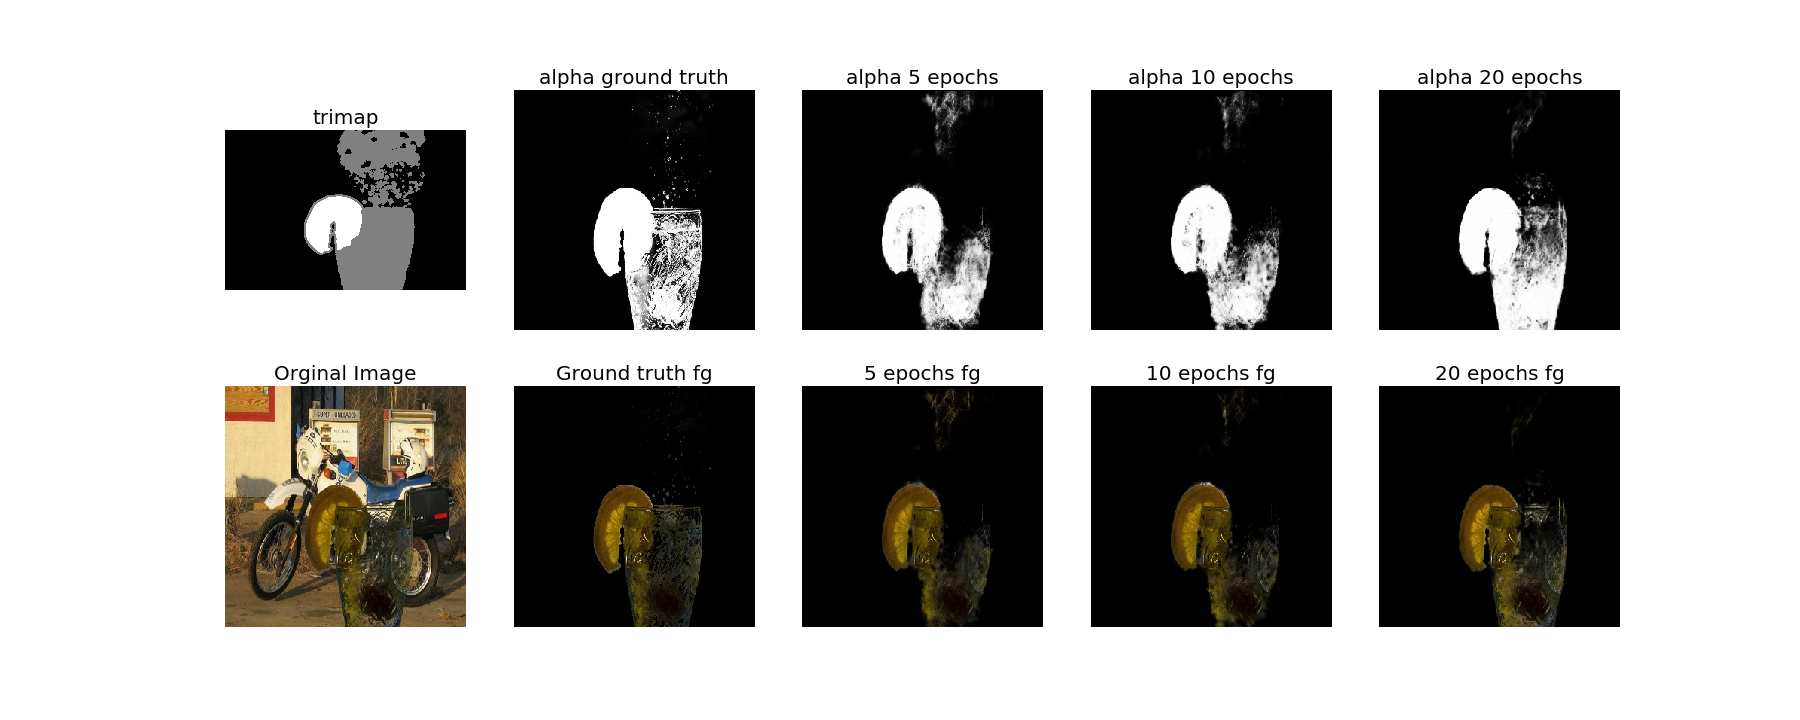 alpha ground truth
alpha 5 epochs
alpha 10 epochs
alpha 20 epochs
trimap
Orginal Image
Ground truth fg
5 epochs fg
10 epochs fg
20 epochs fg